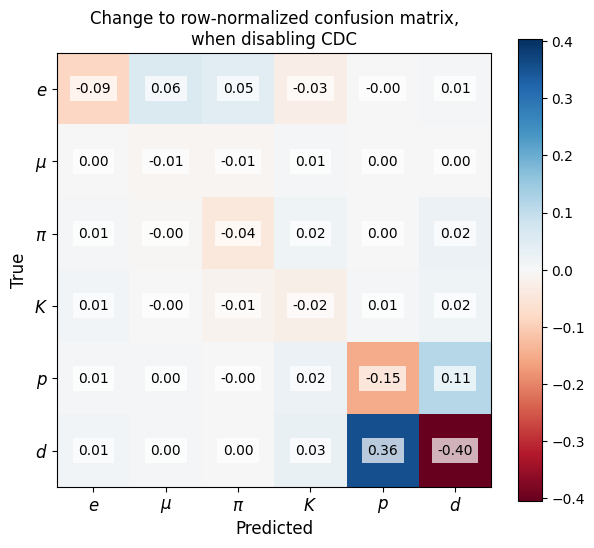 Change to row-normalized confusion matrix,
when disabling CDC
e -0.09 0.06 0.05 -0.03 -0.00 0.01
μ 0.00 -0.01 -0.01 0.01 0.00 0.00
π 0.01 -0.00 -0.04 0.02 0.00 0.02
K 0.01 -0.00 -0.01 -0.02 0.01 0.02
p 0.01 0.00 -0.00 0.02 -0.15 0.11
d 0.01 0.00 0.00 0.03 0.36 -0.40
e μ π K p d
Predicted
True
0.4
0.3
0.2
0.1
0.0
−0.1
−0.2
−0.3
−0.4